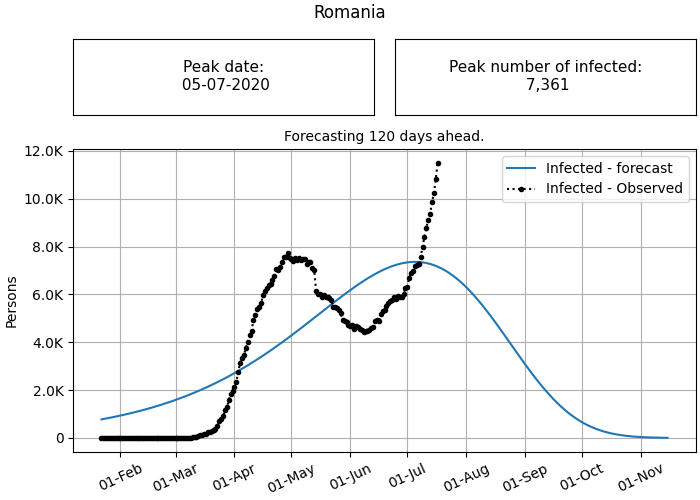 Romania
Peak date:
05-07-2020
Peak number of infected:
7,361
Forecasting 120 days ahead.
12.0K
10.0K
8.0K
6.0K
4.0K
2.0K
0
Persons
Infected - forecast
Infected - Observed
01-Feb
01-Mar
01-Apr
01-May
01-Jun
01-Jul
01-Aug
01-Sep
01-Oct
01-Nov